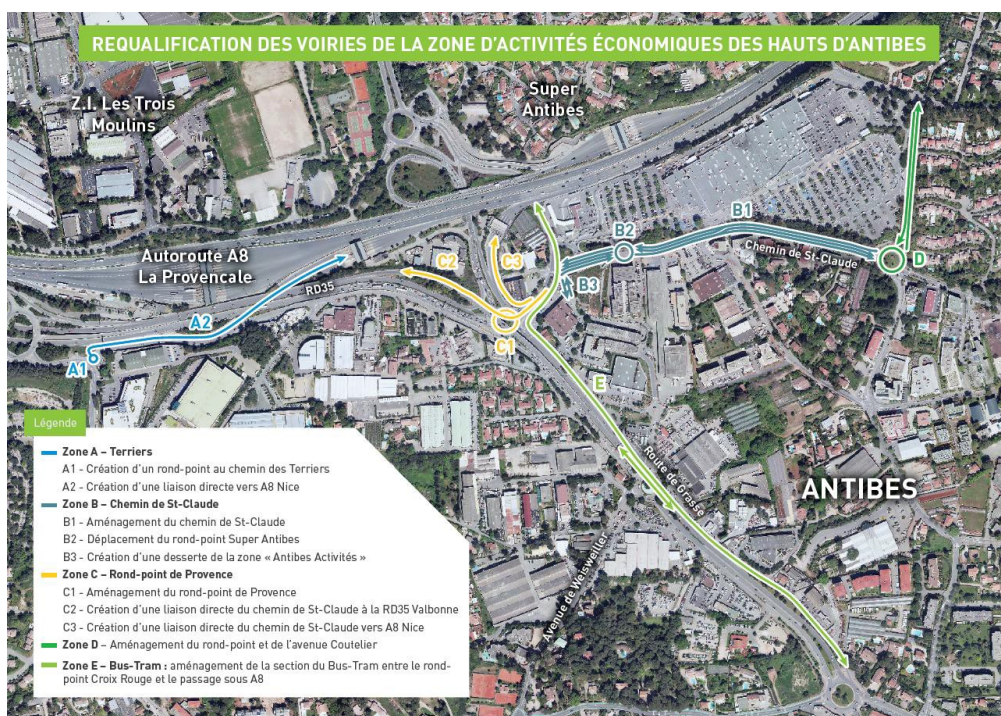 REQUALIFICATION DES VOIRIES DE LA ZONE D'ACTIVITÉS ÉCONOMIQUES DES HAUTS D'ANTIBES
Z.I. Les Trois
Moulins
Super
Antibes
Autoroute A8
La Provencale
RD35
A1
A2
C2
C3
C1
B3
B2
B1
Chemin de St-Claude
D
E
Route de Grasse
ANTIBES
Avenue de Weisweiller
Légende
Zone A – Terriers
A1 - Création d'un rond-point au chemin des Terriers
A2 - Création d'une liaison directe vers A8 Nice
Zone B – Chemin de St-Claude
B1 - Aménagement du chemin de St-Claude
B2 - Déplacement du rond-point Super Antibes
B3 - Création d'une desserte de la zone « Antibes Activités »
Zone C – Rond-point de Provence
C1 - Aménagement du rond-point de Provence
C2 - Création d'une liaison directe du chemin de St-Claude à la RD35 Valbonne
C3 - Création d'une liaison directe du chemin de St-Claude vers A8 Nice
Zone D – Aménagement du rond-point et de l'avenue Coutelier
Zone E – Bus-Tram : aménagement de la section du Bus-Tram entre le rond-
point Croix Rouge et le passage sous A8